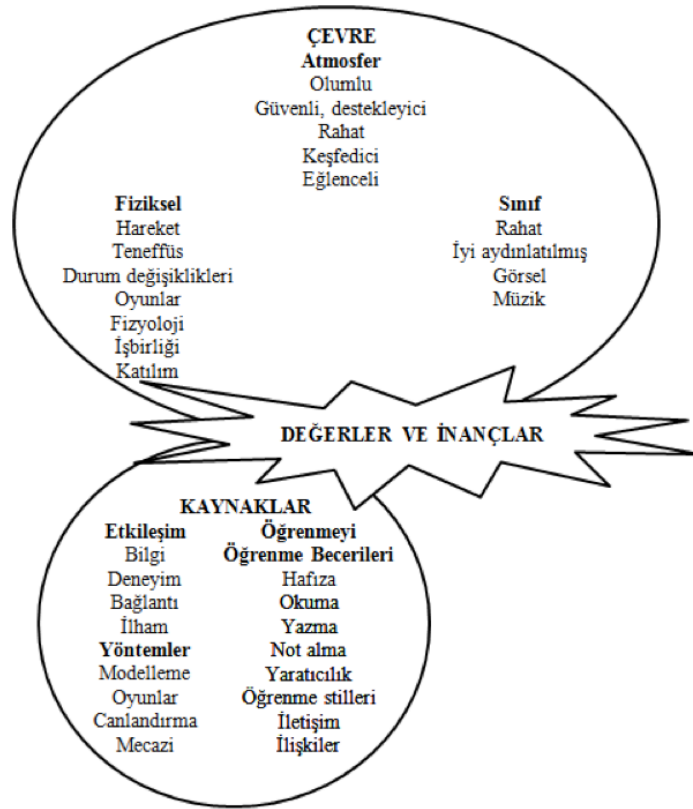 ÇEVRE
Atmosfer
Olumlu
Güvenli, destekleyici
Rahat
Keşfedici
Eğlenceli
Fiziksel
Hareket
Teneffüs
Durum değişiklikleri
Oyunlar
Fizyoloji
İşbirliği
Katılım
Sınıf
Rahat
İyi aydınlatılmış
Görsel
Müzik
DEĞERLER VE İNANÇLAR
KAYNAKLAR
Etkileşim
Bilgi
Deneyim
Bağlantı
İlham
Yöntemler
Modelleme
Oyunlar
Canlandırma
Mecazi
Öğrenmeyi
Öğrenme Becerileri
Hafıza
Okuma
Yazma
Not alma
Yaratıcılık
Öğrenme stilleri
İletişim
İlişkiler